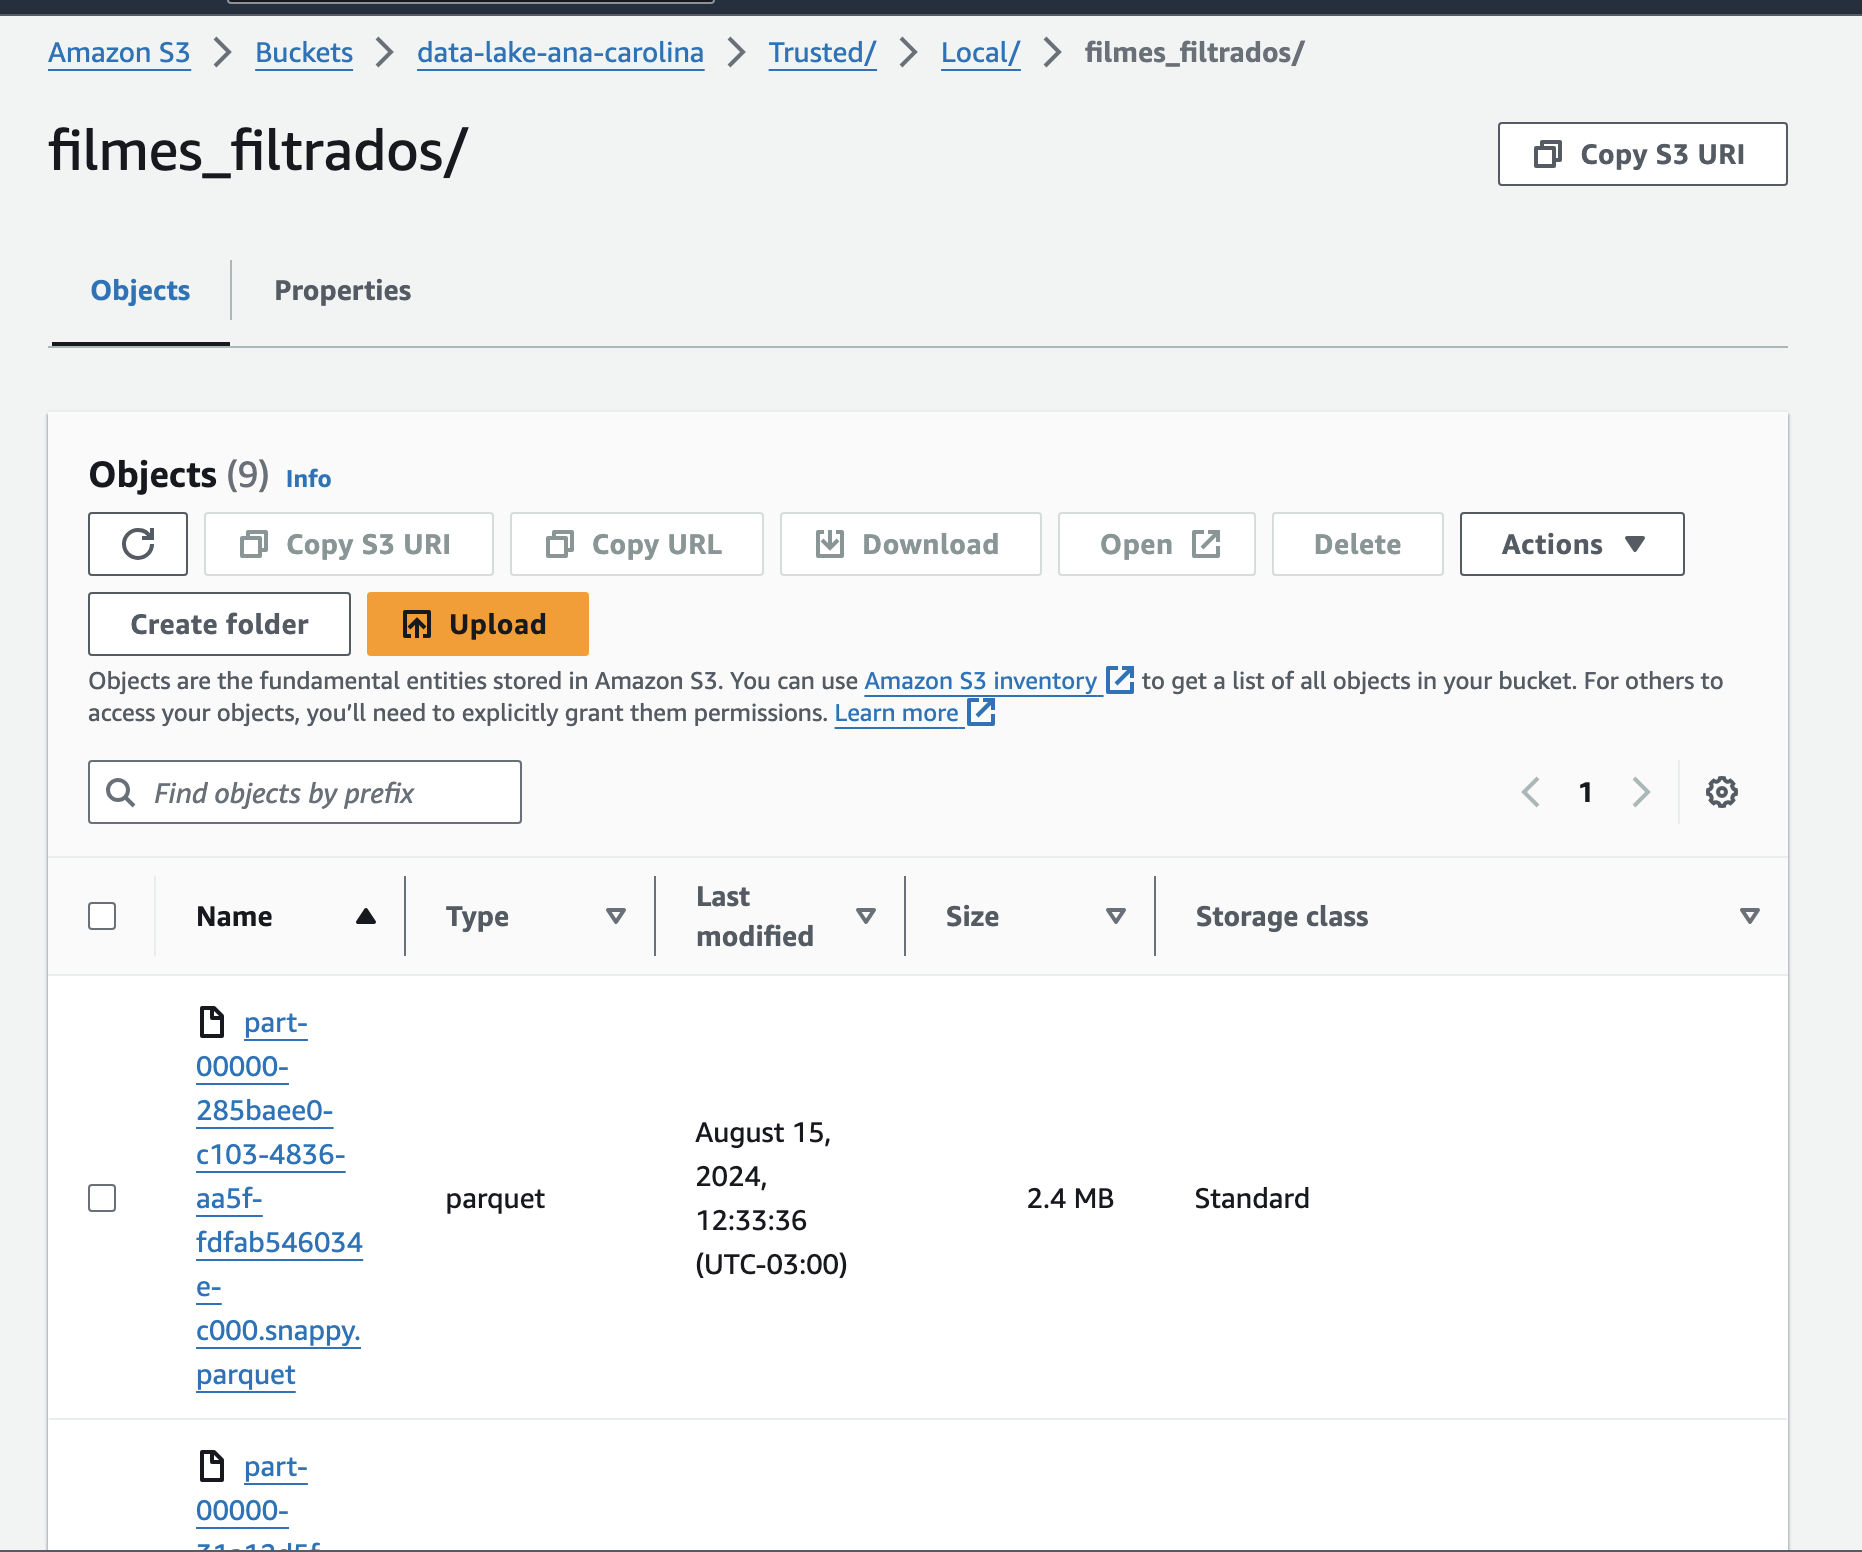 Amazon S3 > Buckets > data-lake-ana-carolina > Trusted/ > Local/ > filmes_filtrados/
filmes_filtrados/
Copy S3 URI
Objects
Properties
Objects (9) Info
Copy S3 URI
Copy URL
Download
Open
Delete
Actions
Create folder
Upload
Objects are the fundamental entities stored in Amazon S3. You can use Amazon S3 inventory to get a list of all objects in your bucket. For others to
access your objects, you’ll need to explicitly grant them permissions. Learn more
Find objects by prefix
1
Name
Type
Last
modified
Size
Storage class
part-
00000-
285baee0-
c103-4836-
aa5f-
fdfab546034
e-
c000.snappy.
parquet
parquet
August 15,
2024,
12:33:36
(UTC-03:00)
2.4 MB
Standard
part-
00000-